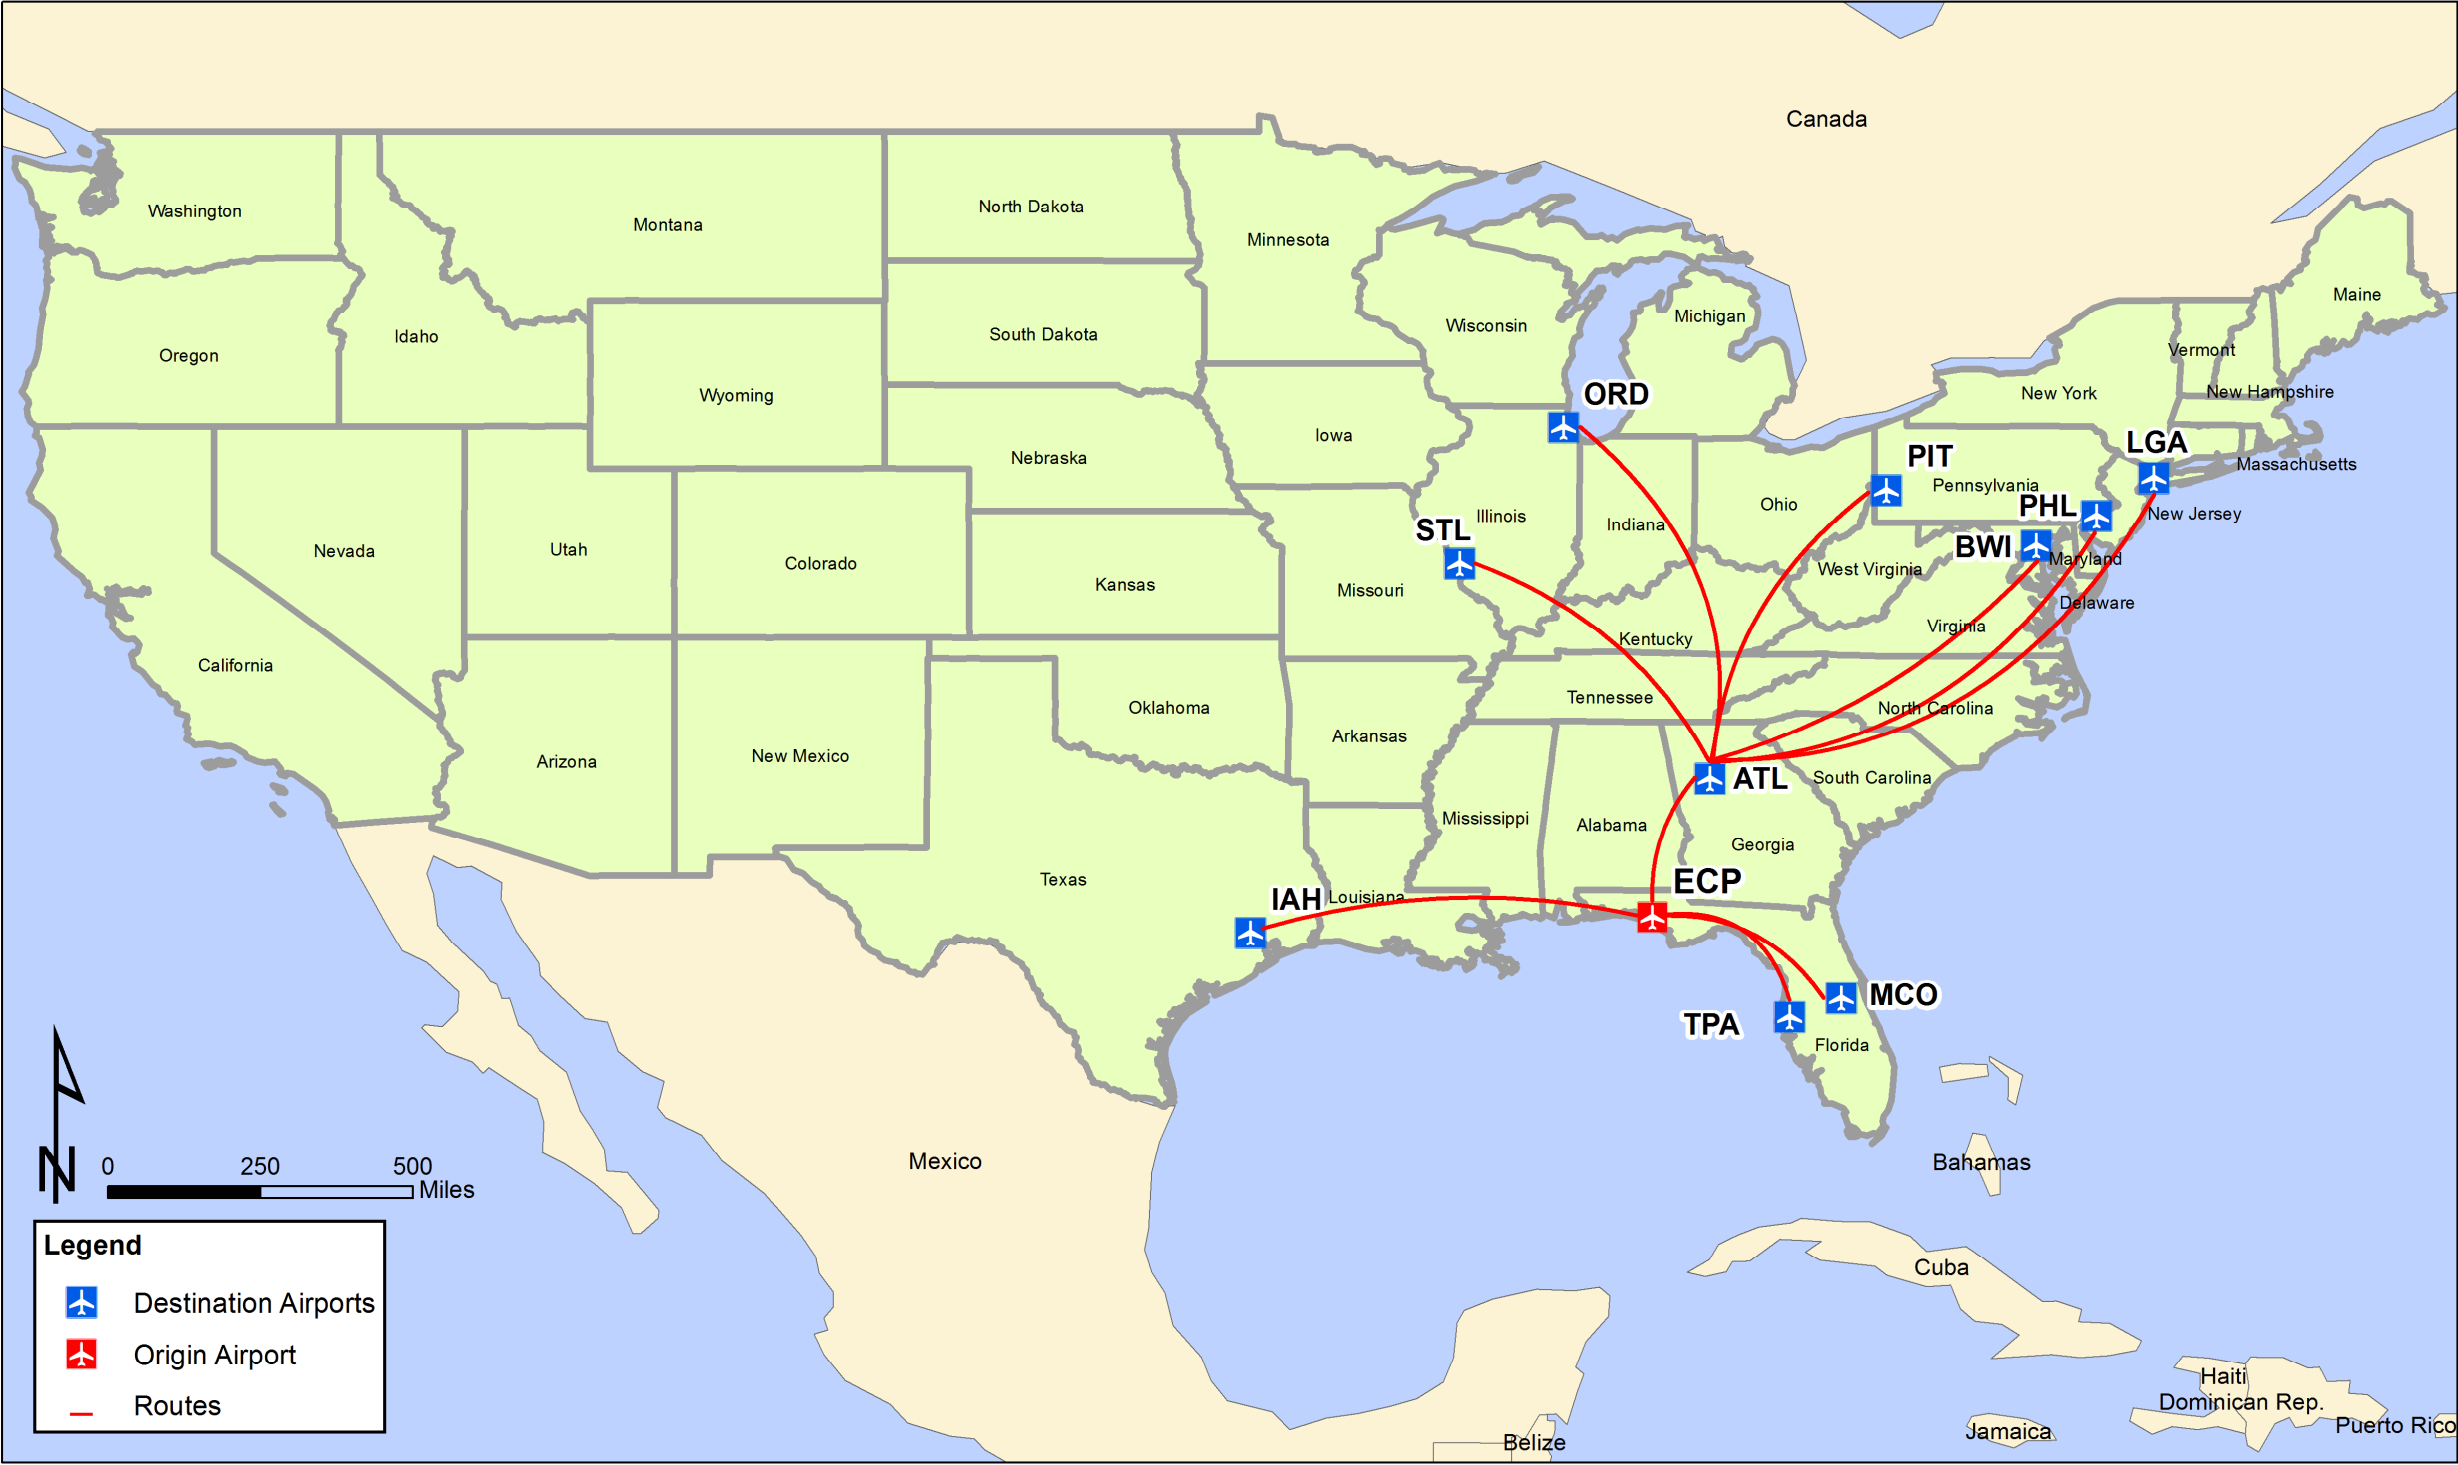 Canada
Washington
Montana
North Dakota
Minnesota
Maine
Michigan
Wisconsin
South Dakota
Idaho
Oregon
Vermont
New York
New Hampshire
Wyoming
ORD
Iowa
LGA
PIT
Nebraska
Massachusetts
Pennsylvania
PHL
New Jersey
Ohio
Illinois
Indiana
STL
BWI
Maryland
Nevada
Utah
Colorado
West Virginia
Kansas
Missouri
Delaware
Virginia
Kentucky
California
Tennessee
Oklahoma
North Carolina
Arkansas
New Mexico
Arizona
ATL
South Carolina
Mississippi
Alabama
Georgia
Texas
ECP
IAH
Louisiana
MCO
TPA
Florida
Mexico
Bahamas
N
0 250 500
Miles
Legend
Destination Airports
Origin Airport
Routes
Cuba
Haiti
Dominican Rep.
Puerto Rico
Jamaica
Belize